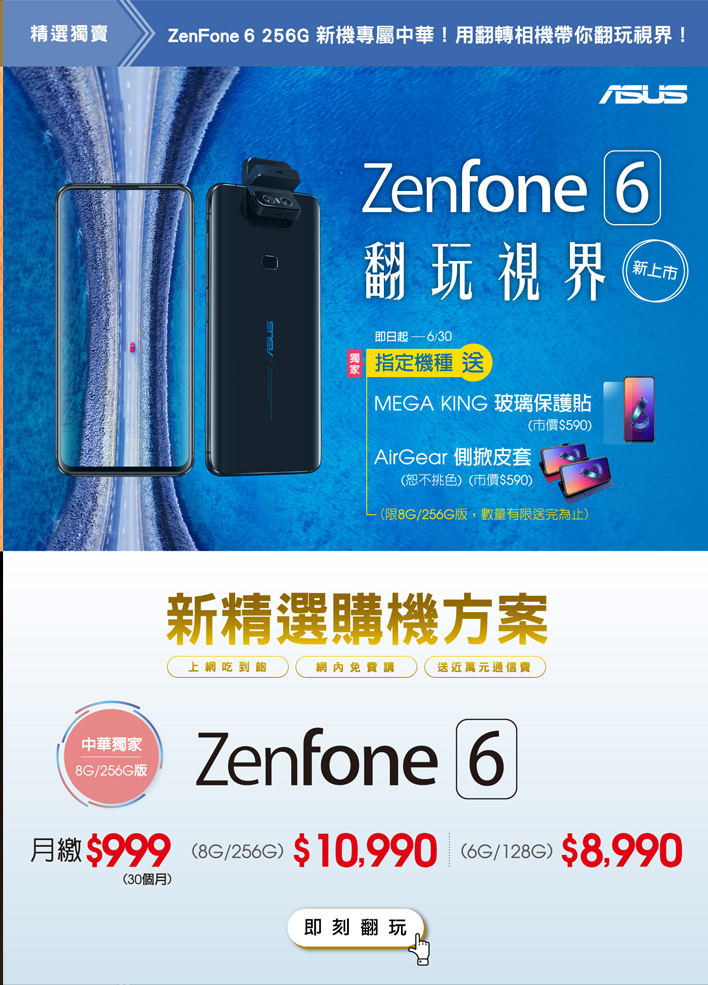 精選獨賣
ZenFone 6 256G 新機專屬中華！用翻轉相機帶你翻玩視界！
ASUS
Zenfone 6
翻玩視界
新上市
即日起—6/30
獨家
指定機種 送
MEGA KING 玻璃保護貼
(市價$590)
AirGear 側掀皮套
(恕不挑色) (市價$590)
(限8G/256G版，數量有限送完為止)
ASUS
新精選購機方案
上網吃到飽
網內免費講
送近萬元通信費
中華獨家
8G/256G版
Zenfone 6
月繳$999 (8G/256G) $10,990 (6G/128G) $8,990
(30個月)
即刻翻玩